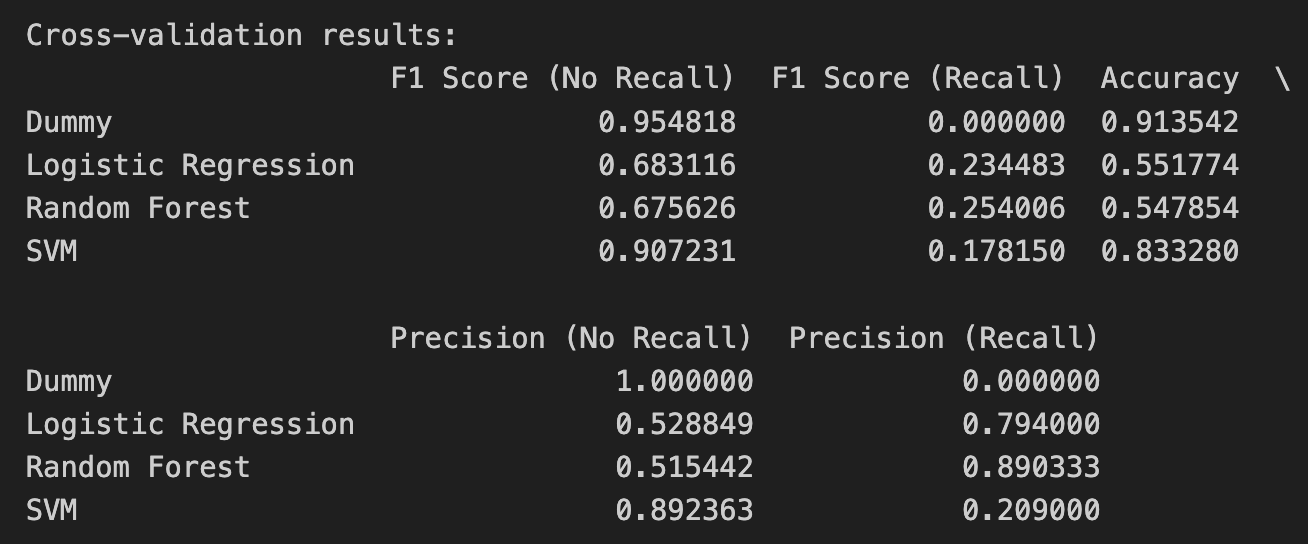 Cross-validation results:
F1 Score (No Recall) F1 Score (Recall) Accuracy \
Dummy 0.954818 0.000000 0.913542
Logistic Regression 0.683116 0.234483 0.551774
Random Forest 0.675626 0.254006 0.547854
SVM 0.907231 0.178150 0.833280
Precision (No Recall) Precision (Recall)
Dummy 1.000000 0.000000
Logistic Regression 0.528849 0.794000
Random Forest 0.515442 0.890333
SVM 0.892363 0.209000